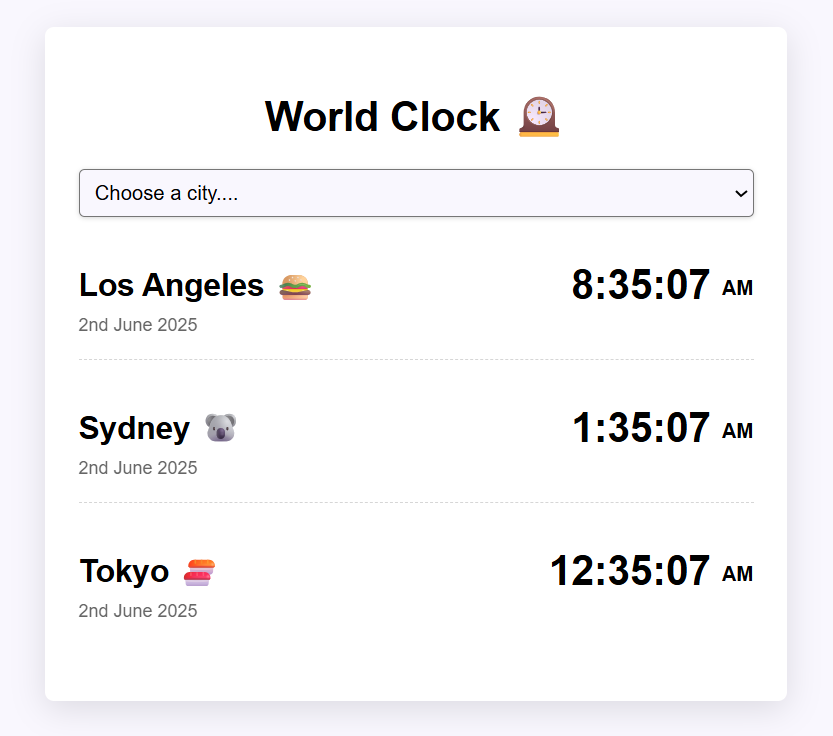 World Clock
Choose a city....
Los Angeles 8:35:07 AM
2nd June 2025
Sydney 1:35:07 AM
2nd June 2025
Tokyo 12:35:07 AM
2nd June 2025